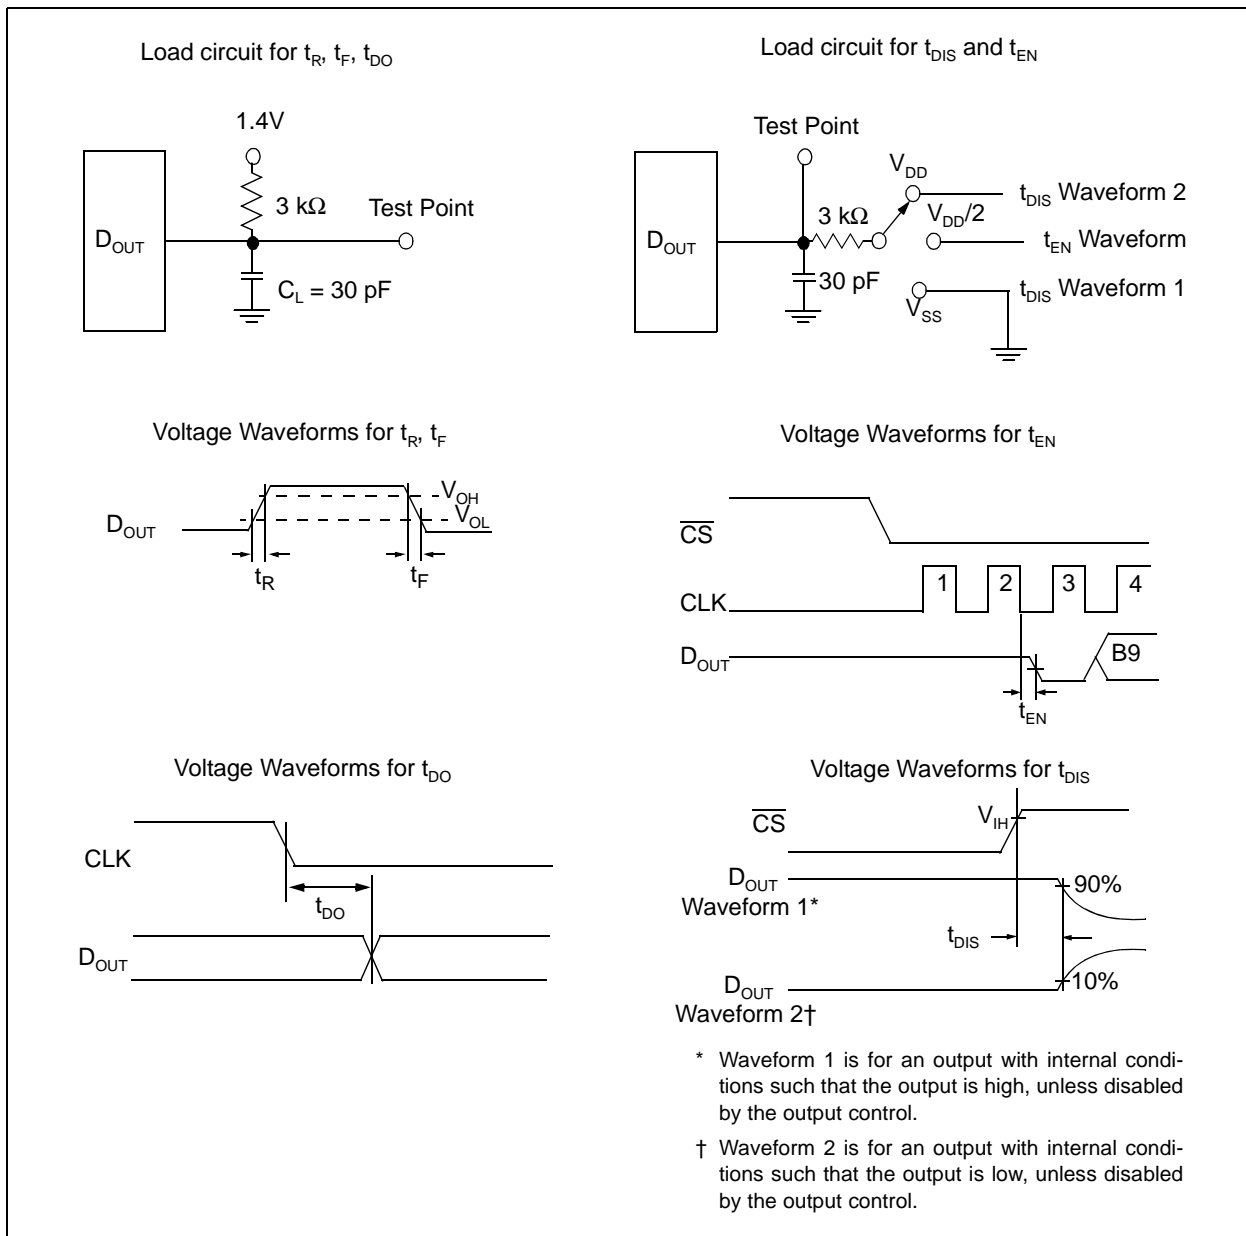 Load circuit for tR, tF, tDO
1.4V
3 kΩ
Test Point
DOUT
CL = 30 pF
Load circuit for tDIS and tEN
Test Point
VDD
tDIS Waveform 2
3 kΩ
VDD/2
DOUT
tEN Waveform
30 pF
tDIS Waveform 1
VSS
Voltage Waveforms for tR, tF
VOH
VOL
DOUT
tR
tF
Voltage Waveforms for tEN
CS
1 2 3 4
CLK
DOUT
B9
tEN
Voltage Waveforms for tDO
CLK
tDO
DOUT
Voltage Waveforms for tDIS
VIH
CS
DOUT
90%
Waveform 1*
tDIS
10%
DOUT
Waveform 2†
* Waveform 1 is for an output with internal condi-
tions such that the output is high, unless disabled
by the output control.
† Waveform 2 is for an output with internal condi-
tions such that the output is low, unless disabled
by the output control.